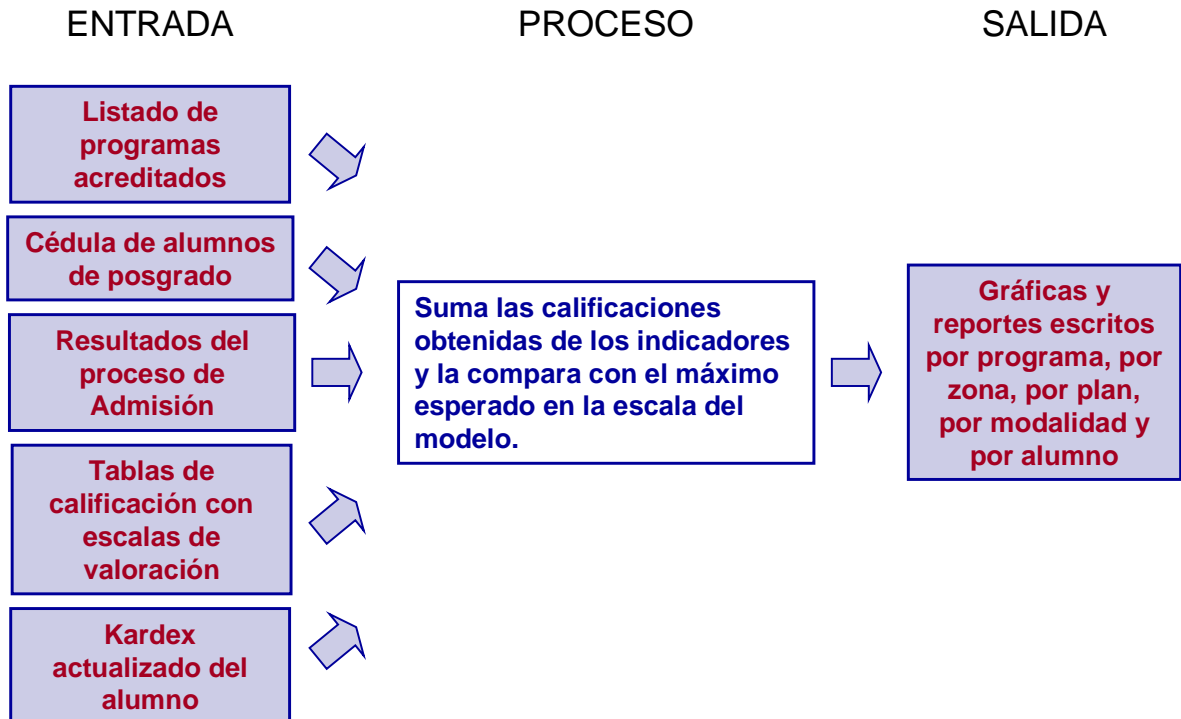 ENTRADA
PROCESO
SALIDA
Listado de
programas
acreditados
Cédula de alumnos
de posgrado
Resultados del
proceso de
Admisión
Tablas de
calificación con
escalas de
valoración
Kardex
actualizado del
alumno
Suma las calificaciones
obtenidas de los indicadores
y la compara con el máximo
esperado en la escala del
modelo.
Gráficas y
reportes escritos
por programa, por
zona, por plan,
por modalidad y
por alumno